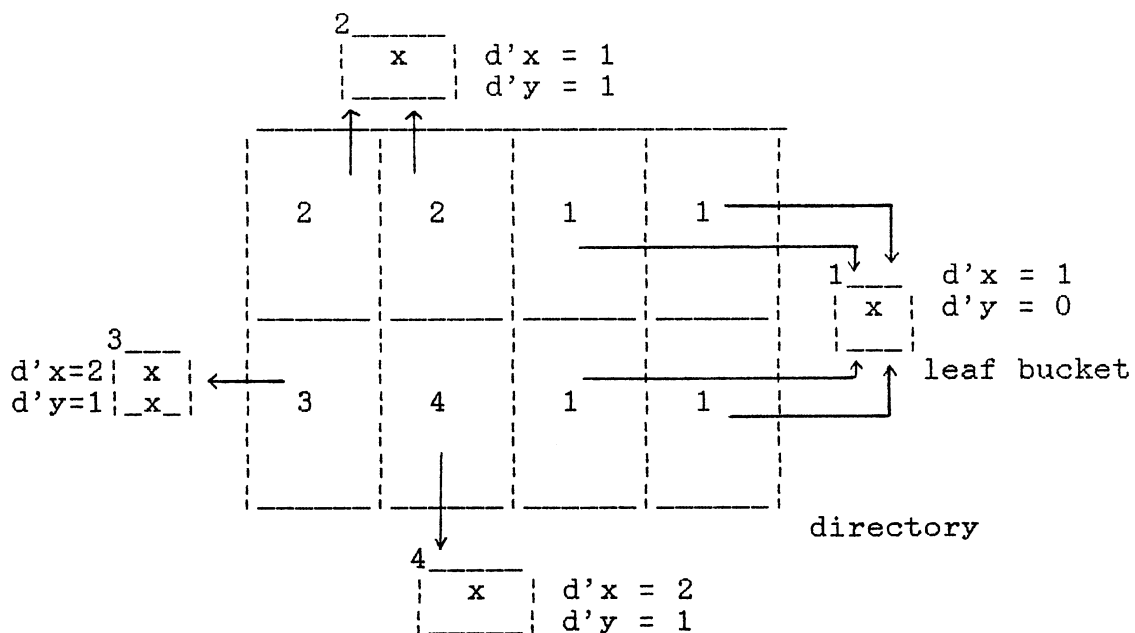 2
x d'x = 1
d'y = 1
2 2 1 1
1 d'x = 1
x d'y = 0
leaf bucket
3
d'x=2 x
d'y=1 x
3 4 1 1
directory
4
x d'x = 2
d'y = 1